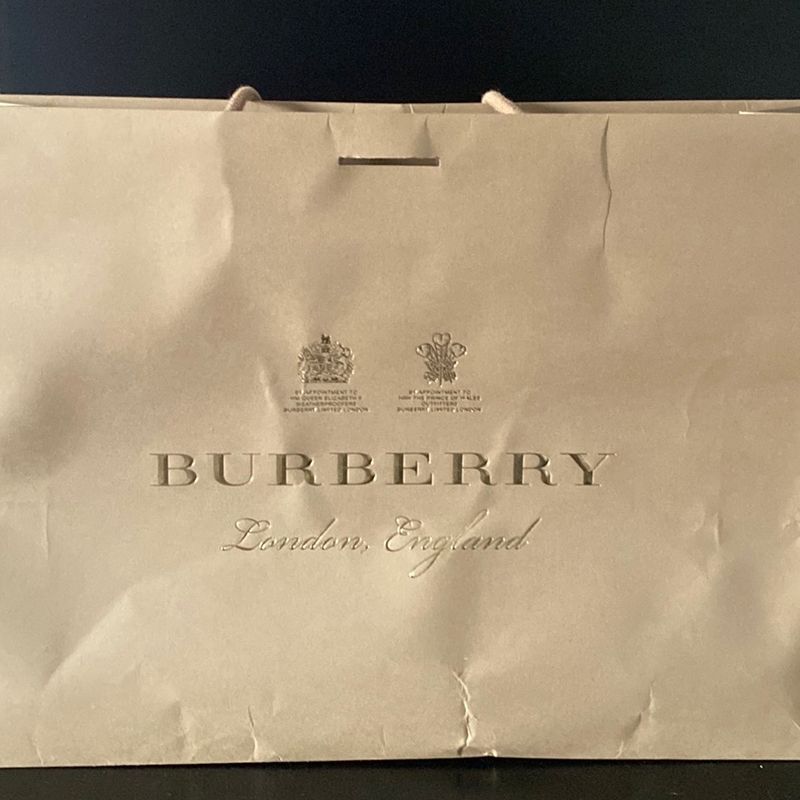 BY APPOINTMENT TO
HM QUEEN ELIZABETH II
WEATHERPROOFERS
BURBERRY LIMITED LONDON
BY APPOINTMENT TO
HRH THE PRINCE OF WALES
OUTFITTERS
BURBERRY LIMITED LONDON
BURBERRY
London, England